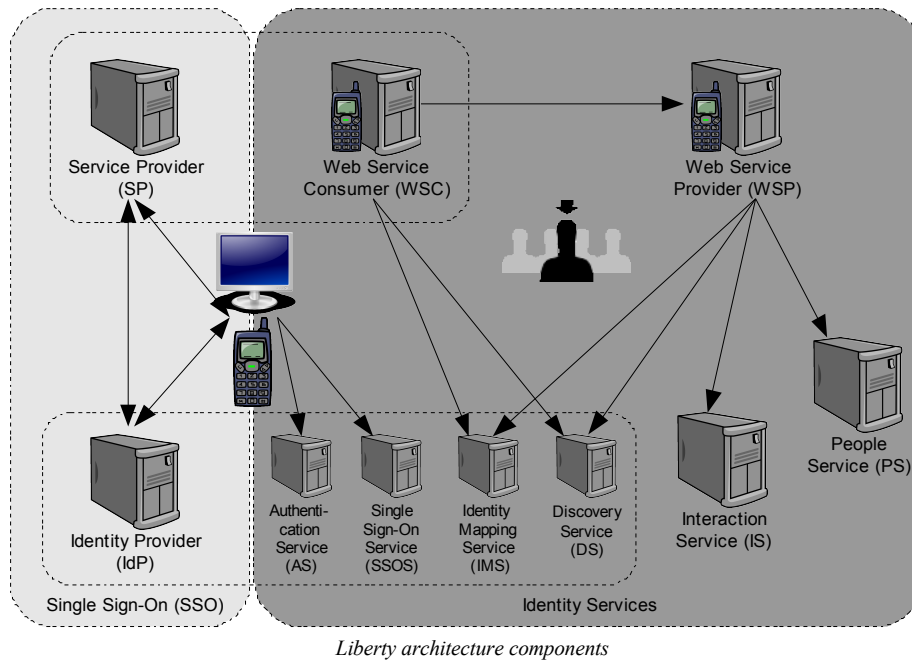 Service Provider
(SP)
Web Service
Consumer (WSC)
Web Service
Provider (WSP)
People
Service (PS)
Identity Provider
(IdP)
Authenti-
cation
Service
(AS)
Single
Sign-On
Service
(SSOS)
Identity
Mapping
Service
(IMS)
Discovery
Service
(DS)
Interaction
Service (IS)
Single Sign-On (SSO)
Identity Services
Liberty architecture components